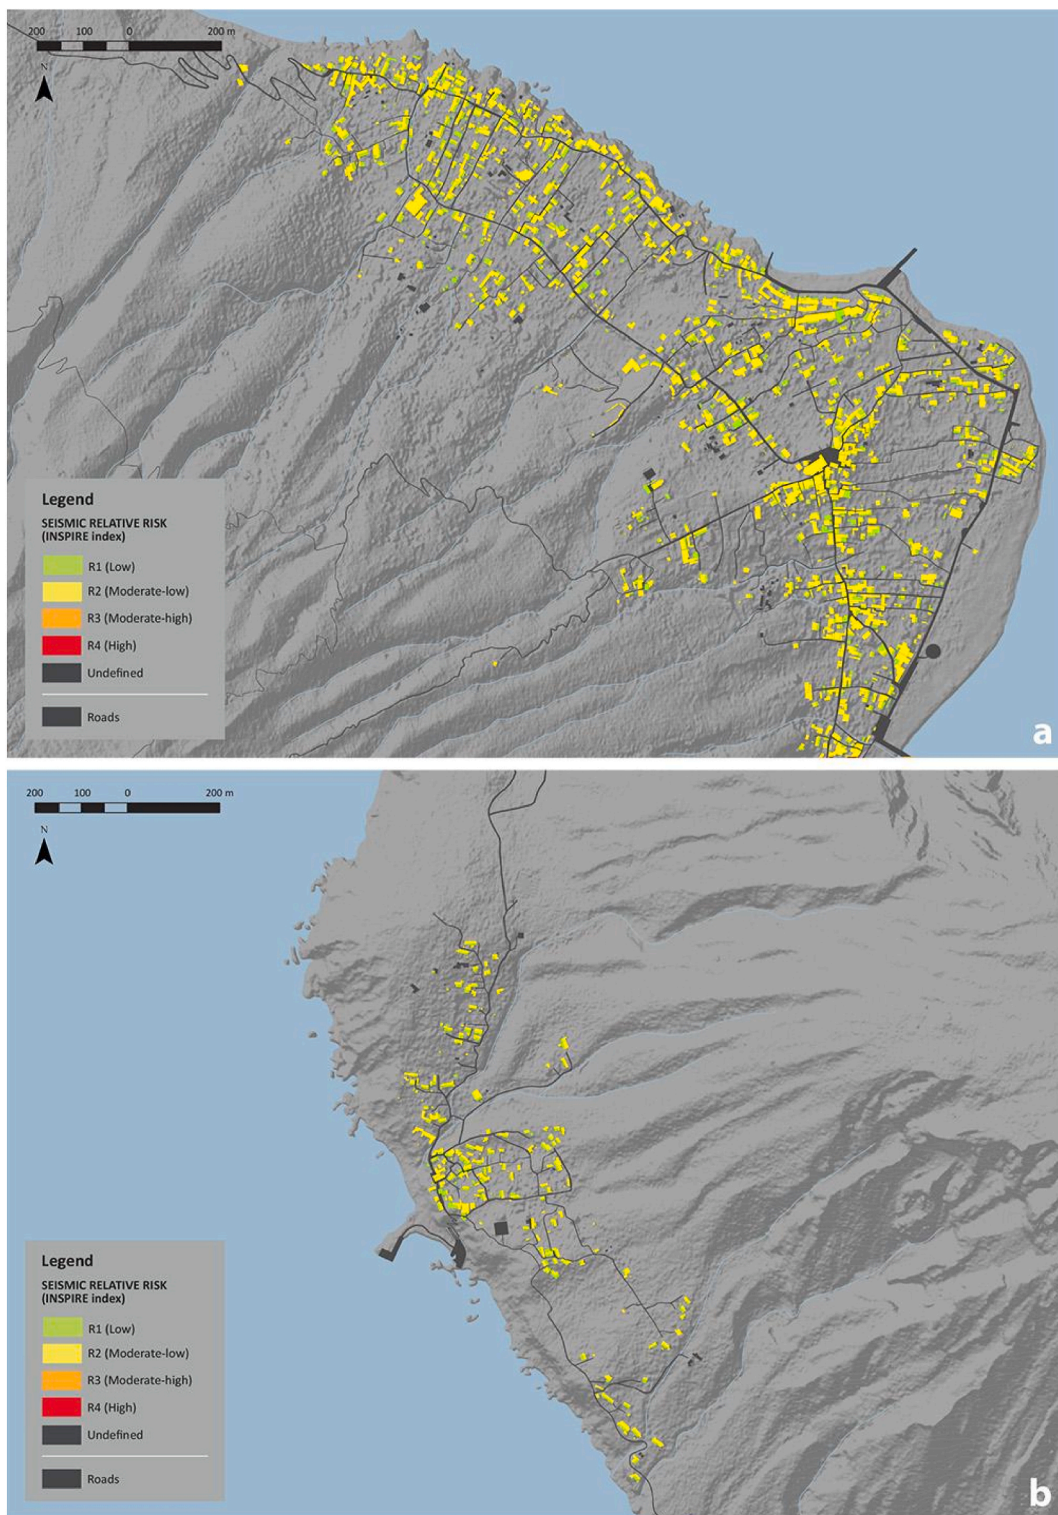 200 100 0 200 m
N
Legend
SEISMIC RELATIVE RISK
(INSPIRE index)
R1 (Low)
R2 (Moderate-low)
R3 (Moderate-high)
R4 (High)
Undefined
Roads
a
200 100 0 200 m
N
Legend
SEISMIC RELATIVE RISK
(INSPIRE index)
R1 (Low)
R2 (Moderate-low)
R3 (Moderate-high)
R4 (High)
Undefined
Roads
b